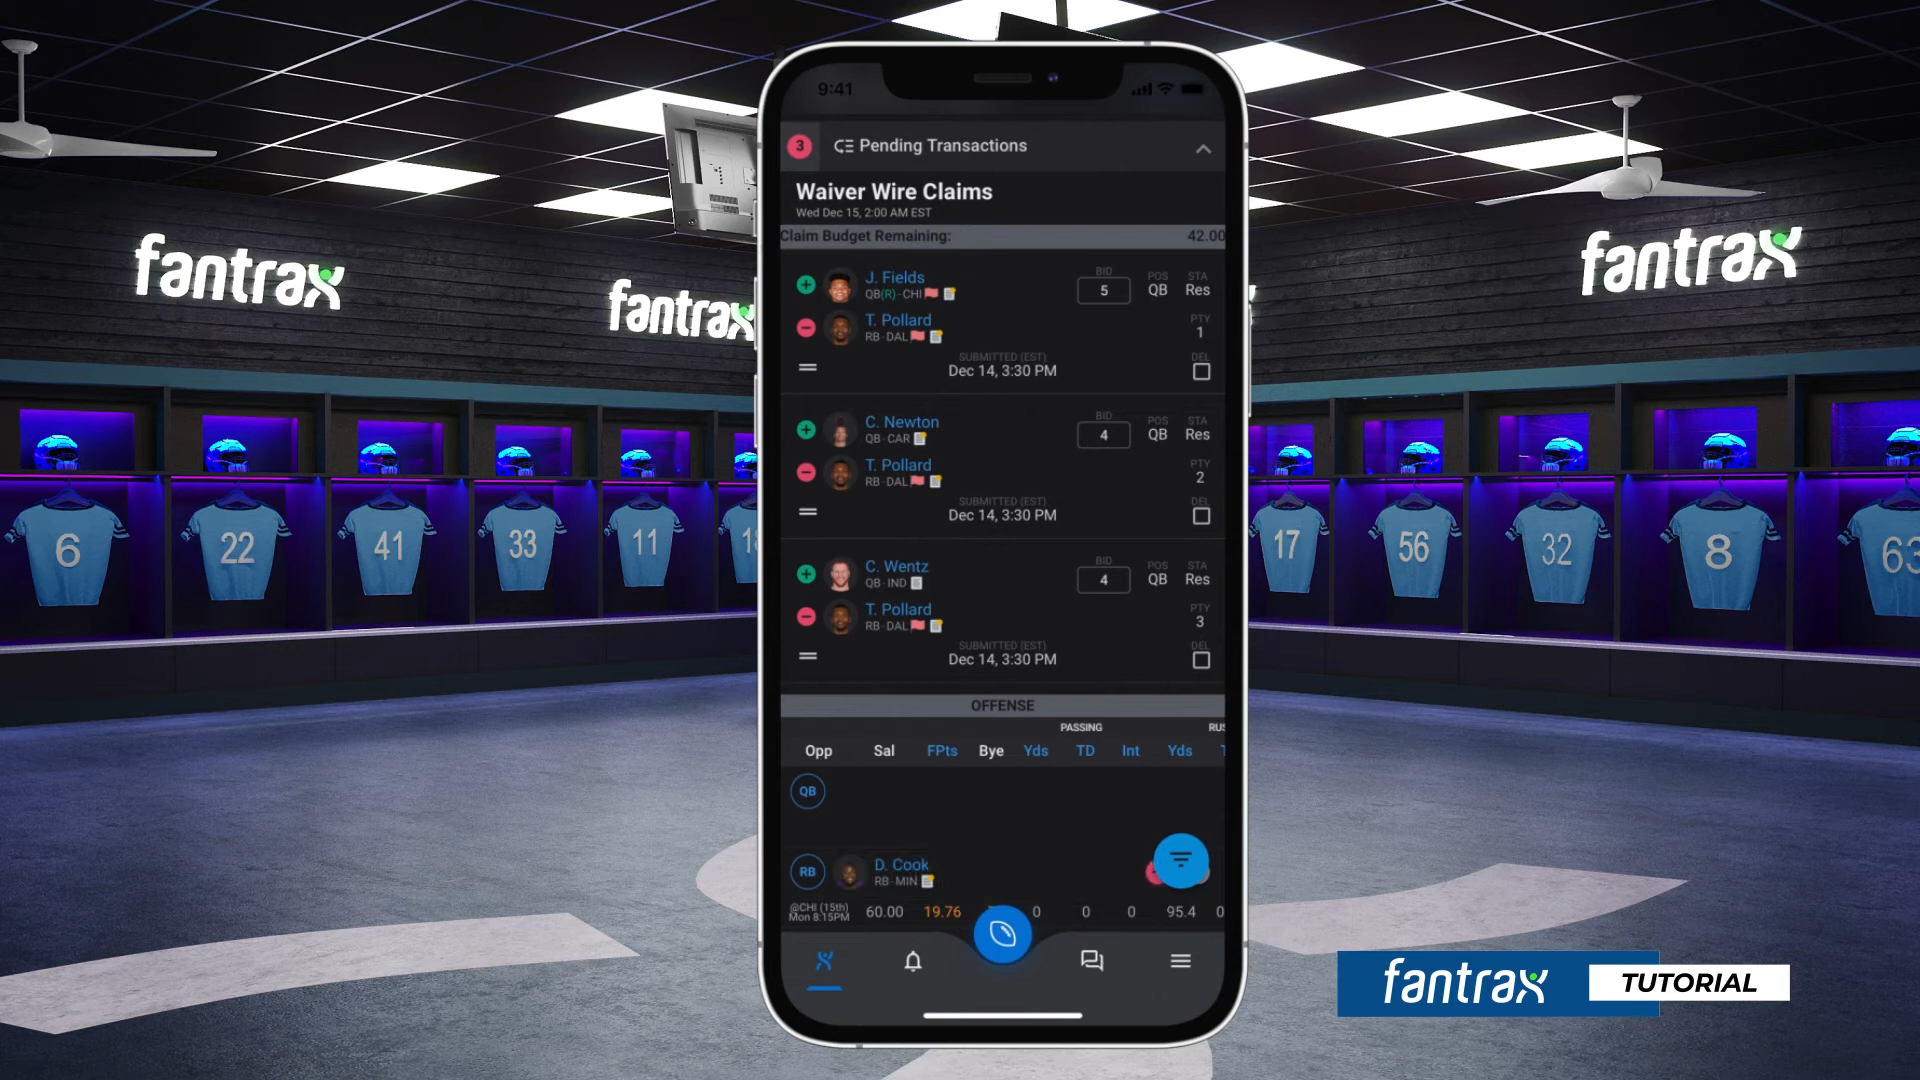 fantrax
fantrax
fantrax
6
22
41
33
11
17
56
32
8
63
9:41
3
Pending Transactions
Waiver Wire Claims
Wed Dec 15, 2:00 AM EST
Claim Budget Remaining: 42.00
J. Fields
QB(R) - CHI
BID
5
POS
QB
STA
Res
T. Pollard
RB - DAL
PTY
1
SUBMITTED (EST)
Dec 14, 3:30 PM
DEL
C. Newton
QB - CAR
BID
4
POS
QB
STA
Res
T. Pollard
RB - DAL
PTY
2
SUBMITTED (EST)
Dec 14, 3:30 PM
DEL
C. Wentz
QB - IND
BID
4
POS
QB
STA
Res
T. Pollard
RB - DAL
PTY
3
SUBMITTED (EST)
Dec 14, 3:30 PM
DEL
OFFENSE
PASSING
Opp Sal FPts Bye Yds TD Int Yds
QB
RB
D. Cook
RB - MIN
@CHI (15th)
Mon 8:15PM
60.00 19.76 0 0 0 95.4 0
fantrax TUTORIAL